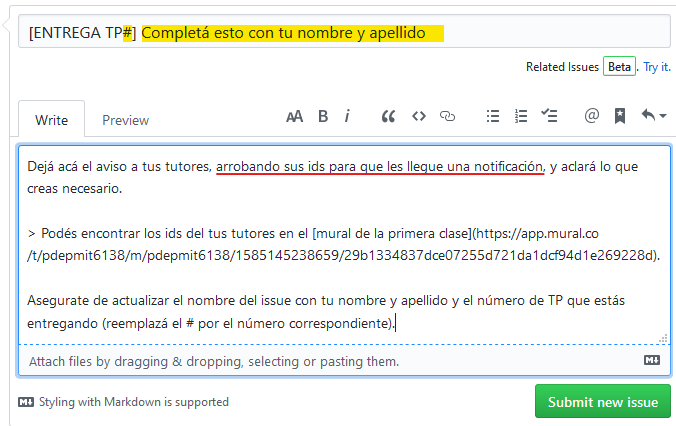 [ENTREGA TP#] Completá esto con tu nombre y apellido
Related Issues Beta. Try it.
Write Preview
AA B i
Dejá acá el aviso a tus tutores, arrobando sus ids para que les llegue una notificación, y aclará lo que
creas necesario.
> Podés encontrar los ids del tus tutores en el [mural de la primera clase](https://app.mural.co
/t/pdepmit6138/m/pdepmit6138/1585145238659/29b1334837dce07255d721da1dcf94d1e269228d).
Asegurate de actualizar el nombre del issue con tu nombre y apellido y el número de TP que estás
entregando (reemplazá el # por el número correspondiente).
Attach files by dragging & dropping, selecting or pasting them.
Styling with Markdown is supported
Submit new issue